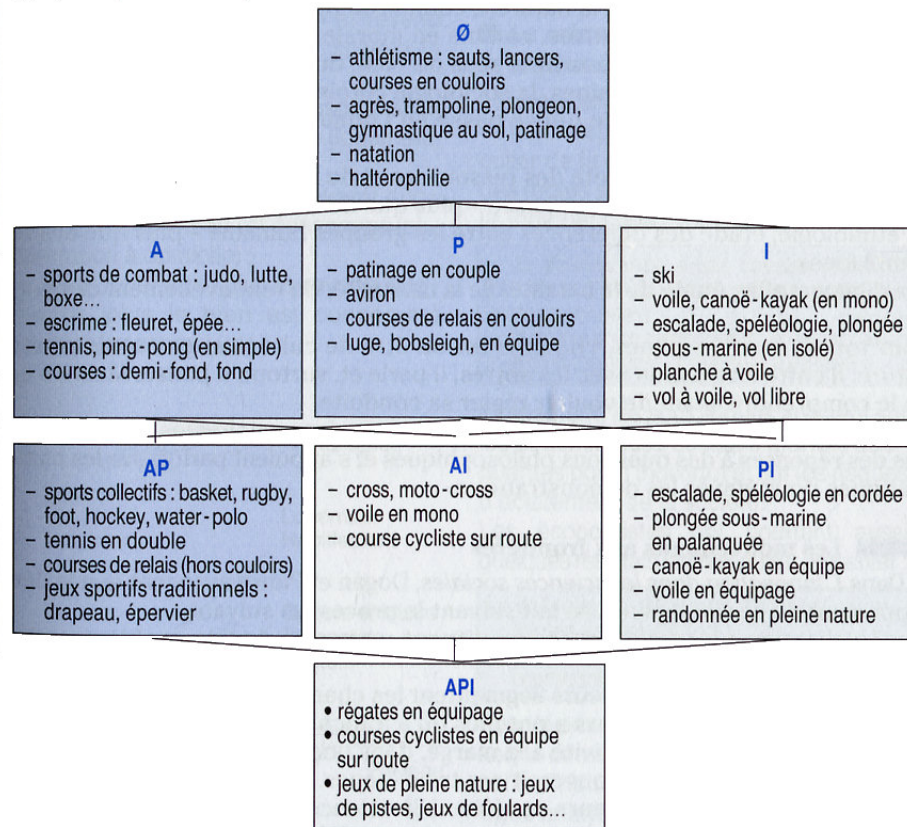 Ø
– athlétisme : sauts, lancers,
courses en couloirs
– agrès, trampoline, plongeon,
gymnastique au sol, patinage
– natation
– haltérophilie
A
– sports de combat : judo, lutte,
boxe...
– escrime : fleuret, épée...
– tennis, ping-pong (en simple)
– courses : demi-fond, fond
P
– patinage en couple
– aviron
– courses de relais en couloirs
– luge, bobsleigh, en équipe
I
– ski
– voile, canoë-kayak (en mono)
– escalade, spéléologie, plongée
sous-marine (en isolé)
– planche à voile
– vol à voile, vol libre
AP
– sports collectifs : basket, rugby,
foot, hockey, water-polo
– tennis en double
– courses de relais (hors couloirs)
– jeux sportifs traditionnels :
drapeau, épervier
AI
– cross, moto-cross
– voile en mono
– course cycliste sur route
PI
– escalade, spéléologie en cordée
plongée sous-marine
en palanquée
– canoë-kayak en équipe
– voile en équipage
– randonnée en pleine nature
API
• régates en équipage
• courses cyclistes en équipe
sur route
• jeux de pleine nature : jeux
de pistes, jeux de foulards...